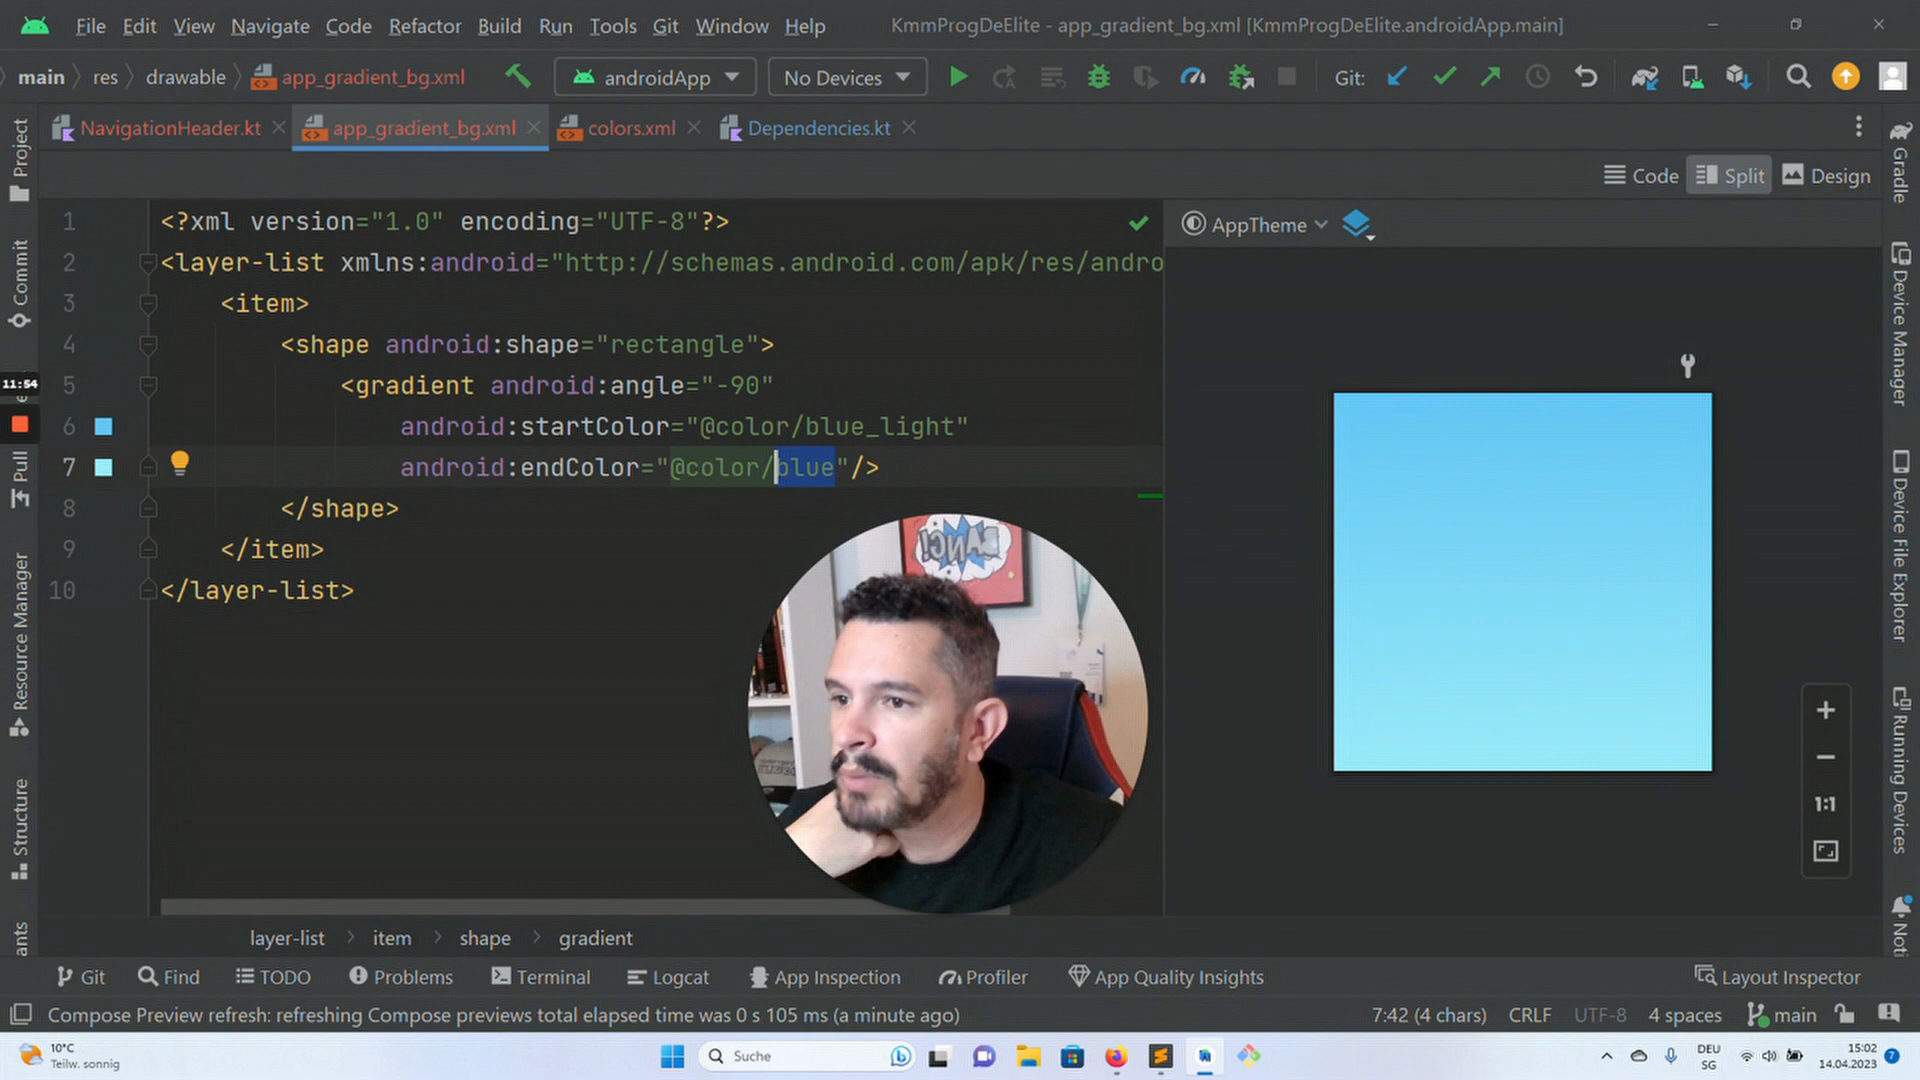 File Edit View Navigate Code Refactor Build Run Tools Git Window Help KmmProgDeElite - app_gradient_bg.xml [KmmProgDeElite.androidApp.main]
main res drawable app_gradient_bg.xml androidApp No Devices Git:
NavigationHeader.kt app_gradient_bg.xml colors.xml Dependencies.kt
Code Split Design
AppTheme
1 <?xml version="1.0" encoding="UTF-8"?>
2 <layer-list xmlns:android="http://schemas.android.com/apk/res/andro
3 <item>
4 <shape android:shape="rectangle">
5 <gradient android:angle="-90"
6 android:startColor="@color/blue_light"
7 android:endColor="@color/blue"/>
8 </shape>
9 </item>
10 </layer-list>
Project
Commit
11:54
Pull
Resource Manager
Structure
ants
Gradle
Device Manager
Device File Explorer
Running Devices
Noti
BANG!
1:1
layer-list item shape gradient
Git Find TODO Problems Terminal Logcat App Inspection Profiler App Quality Insights Layout Inspector
Compose Preview refresh: refreshing Compose previews total elapsed time was 0 s 105 ms (a minute ago) 7:42 (4 chars) CRLF UTF-8 4 spaces main
10°C
Teilw. sonnig
Suche
DEU
SG
15:02
14.04.2023
7